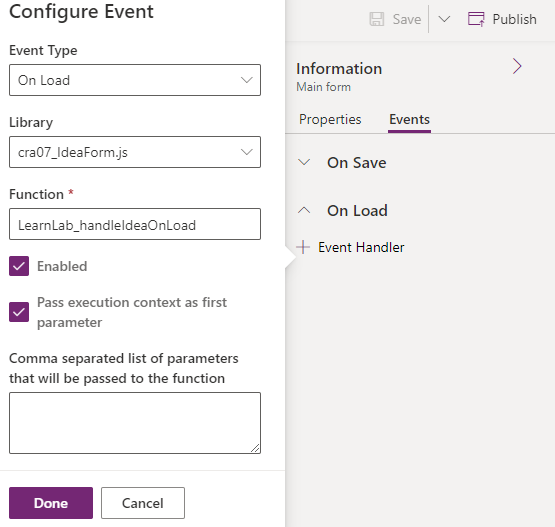 Configure Event
Event Type
On Load
Library
cra07_IdeaForm.js
Function *
LearnLab_handleIdeaOnLoad
Enabled
Pass execution context as first
parameter
Comma separated list of parameters
that will be passed to the function
Done
Cancel
Save
Publish
Information
Main form
Properties
Events
On Save
On Load
Event Handler